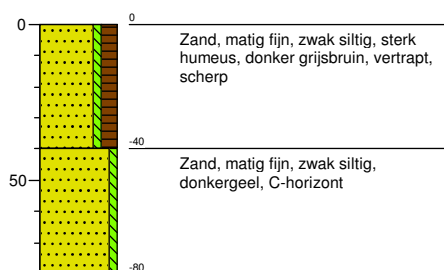 0
0
Zand, matig fijn, zwak siltig, sterk
humeus, donker grijsbruin, vertrapt,
scherp
-40
Zand, matig fijn, zwak siltig,
donkergeel, C-horizont
50
-80